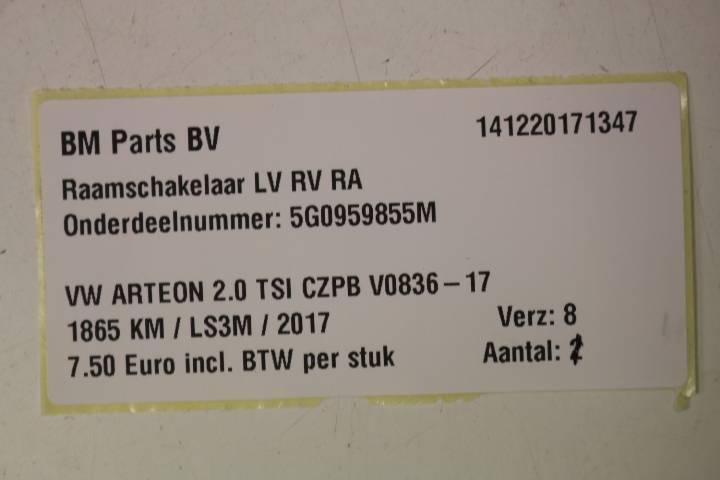 BM Parts BV 141220171347
Raamschakelaar LV RV RA
Onderdeelnummer: 5G0959855M
VW ARTEON 2.0 TSI CZPB V0836-17
1865 KM / LS3M / 2017 Verz: 8
7.50 Euro incl. BTW per stuk Aantal: